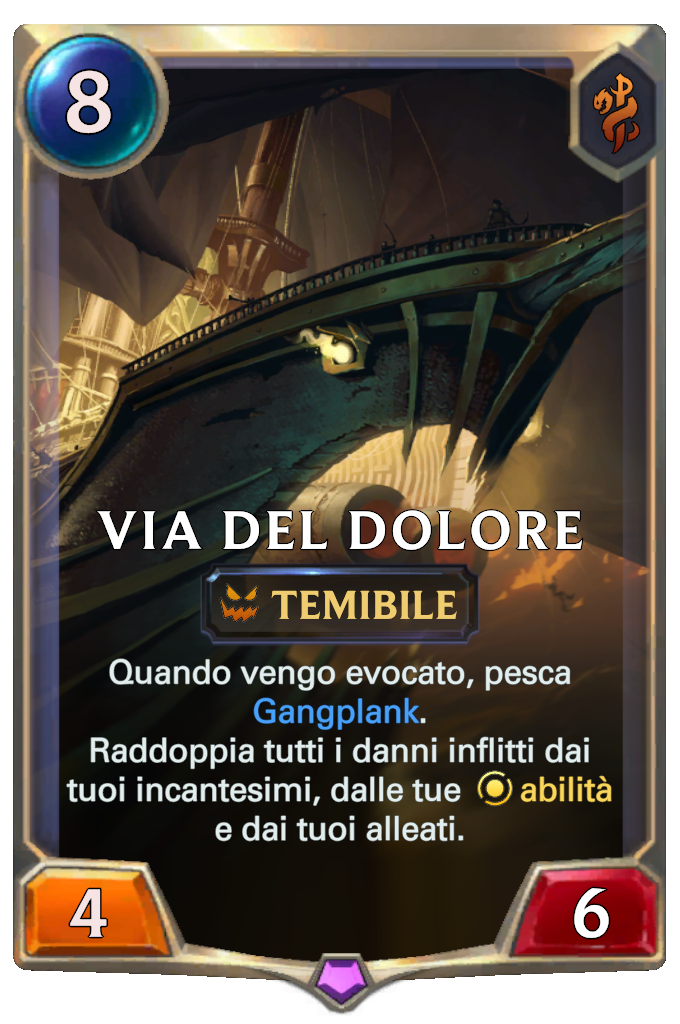 8
VIA DEL DOLORE
TEMIBILE
Quando vengo evocato, pesca
Gangplank.
Raddoppia tutti i danni inflitti dai
tuoi incantesimi, dalle tue abilità
e dai tuoi alleati.
4
6